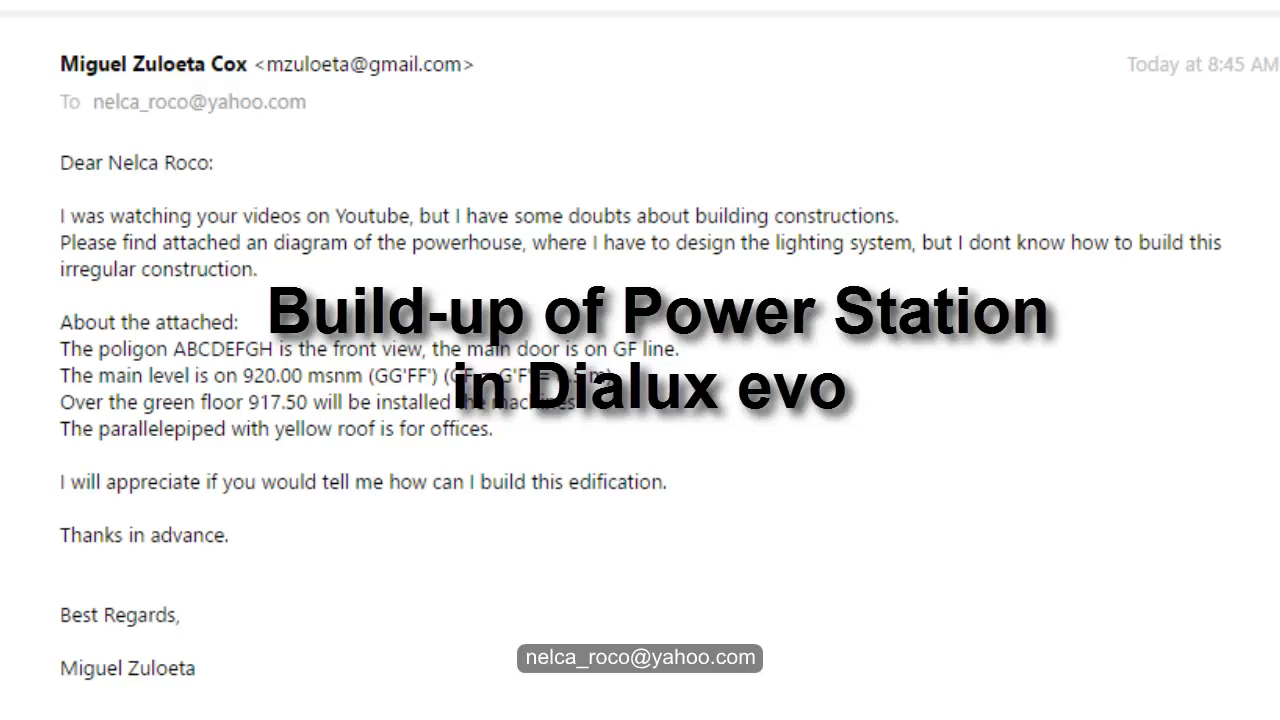 Miguel Zuloeta Cox <mzuloeta@gmail.com>
Today at 8:45 AM
To nelca_roco@yahoo.com
Dear Nelca Roco:
I was watching your videos on Youtube, but I have some doubts about building constructions.
Please find attached an diagram of the powerhouse, where I have to design the lighting system, but I dont know how to build this
irregular construction.
About the attached:
The poligon ABCDEFGH is the front view, the main door is on GF line.
Build-up of Power Station
The main level is on 920.00 msnm (GG'FF')
in Dialux evo
Over the green floor 917.50 will be installed the machines
The parallelepiped with yellow roof is for offices.
I will appreciate if you would tell me how can I build this edification.
Thanks in advance.
Best Regards,
Miguel Zuloeta
nelca_roco@yahoo.com